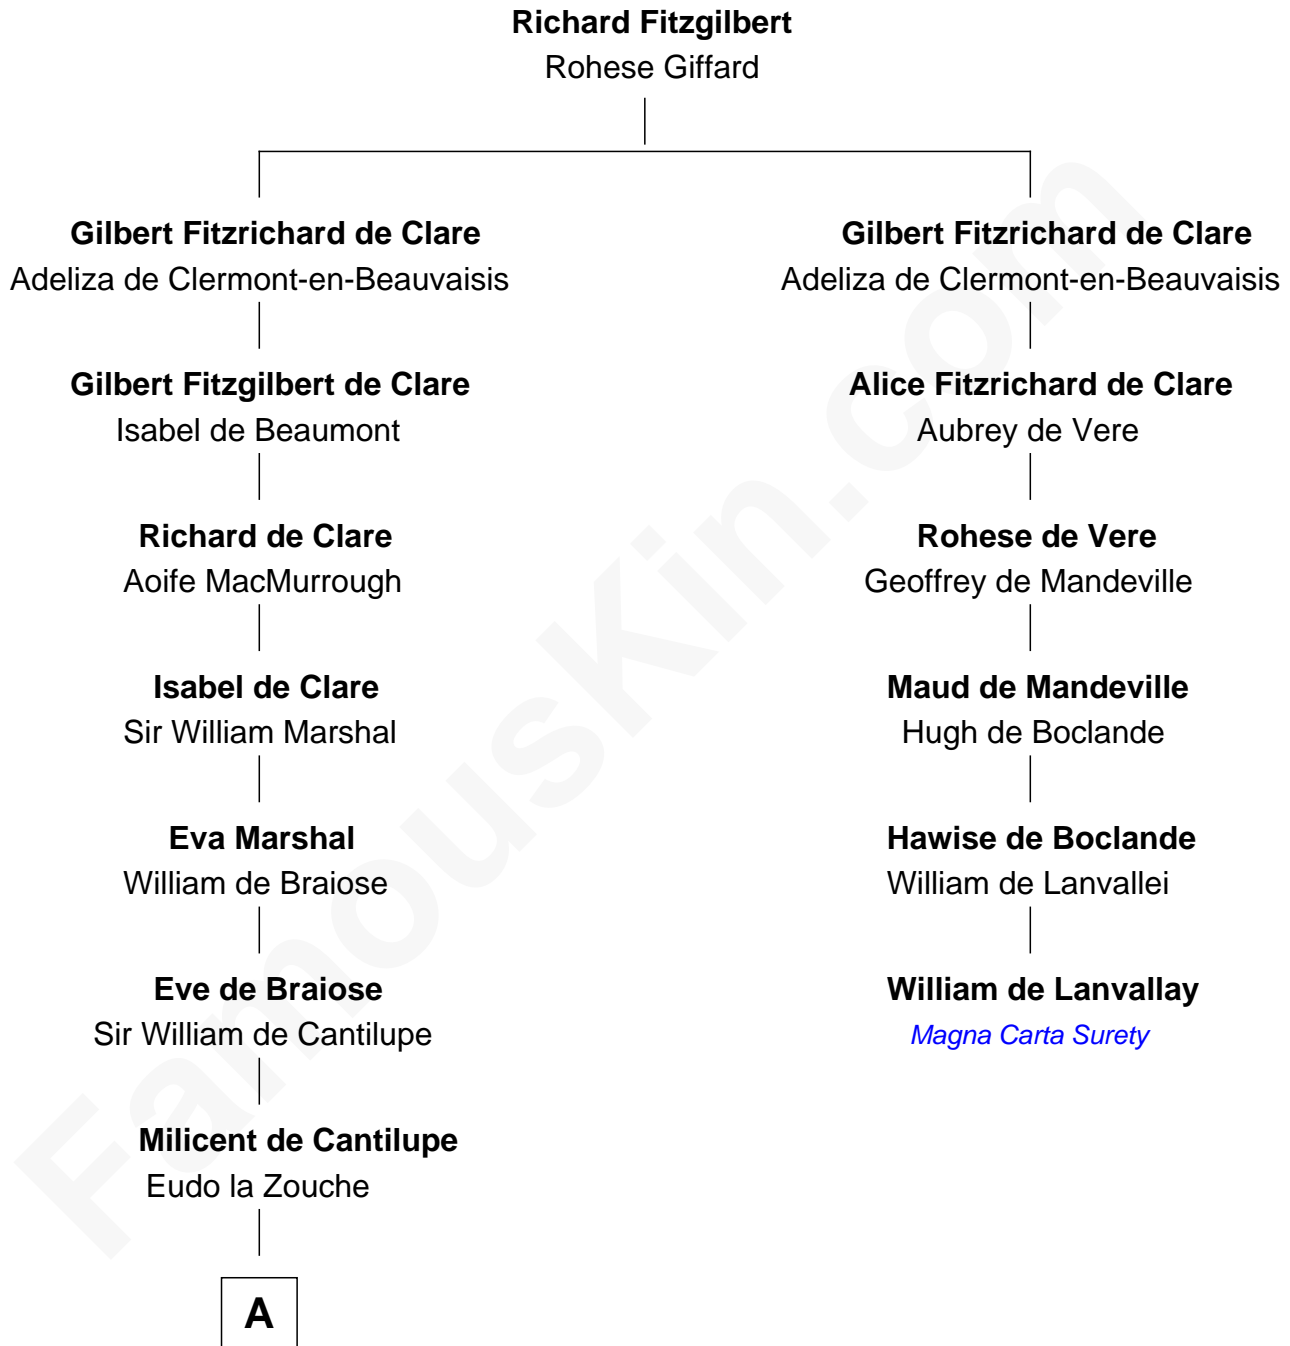 Richard Fitzgilbert
Rohese Giffard
Gilbert Fitzrichard de Clare
Adeliza de Clermont-en-Beauvaisis
Gilbert Fitzgilbert de Clare
Isabel de Beaumont
Richard de Clare
Aoife MacMurrough
Isabel de Clare
Sir William Marshal
Eva Marshal
William de Braiose
Eve de Braiose
Sir William de Cantilupe
Milicent de Cantilupe
Eudo la Zouche
A
Gilbert Fitzrichard de Clare
Adeliza de Clermont-en-Beauvaisis
Alice Fitzrichard de Clare
Aubrey de Vere
Rohese de Vere
Geoffrey de Mandeville
Maud de Mandeville
Hugh de Boclande
Hawise de Boclande
William de Lanvallei
William de Lanvallay
Magna Carta Surety
FamousKin.com